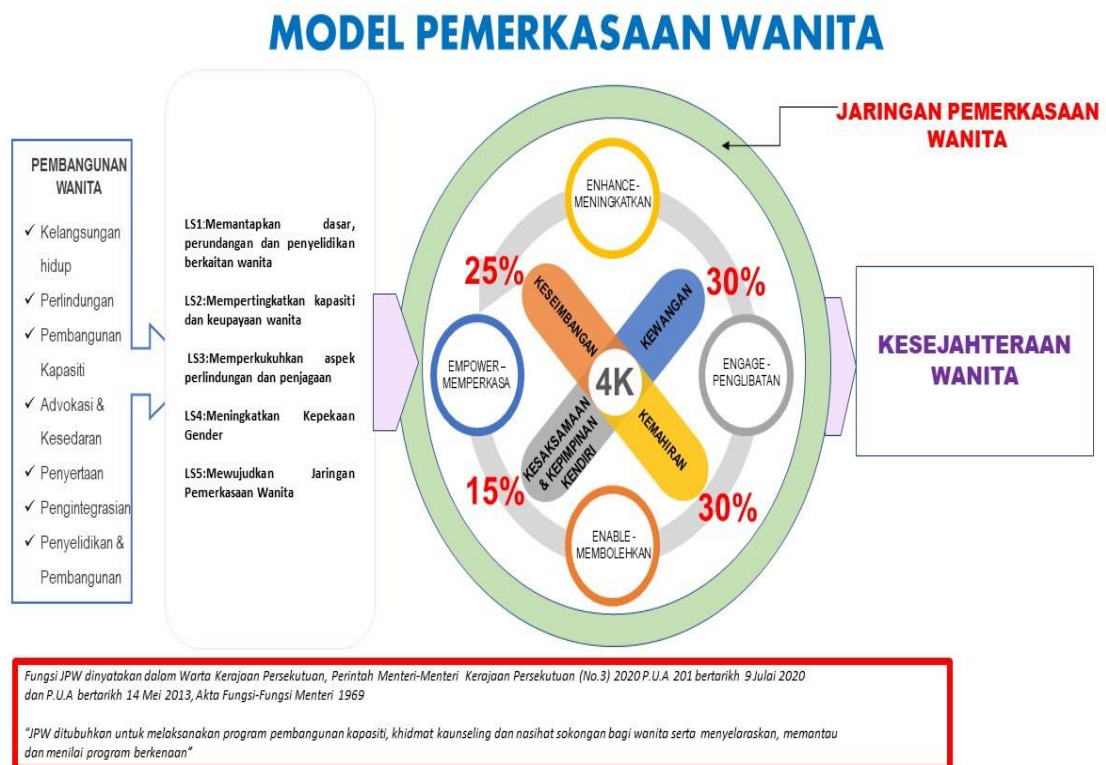 MODEL PEMERKASAAN WANITA
JARINGAN PEMERKASAAN
WANITA
PEMBANGUNAN
WANITA
✓ Kelangsungan
hidup
✓ Perlindungan
✓ Pembangunan
Kapasiti
✓ Advokasi &
Kesedaran
✓ Penyertaan
✓ Pengintegrasian
✓ Penyelidikan &
Pembangunan
LS1:Memantapkan dasar,
perundangan dan penyelidikan
berkaitan wanita
LS2:Mempertingkatkan kapasiti
dan keupayaan wanita
LS3:Memperkukuhkan aspek
perlindungan dan penjagaan
LS4:Meningkatkan Kepekaan
Gender
LS5:Mewujudkan Jaringan
Pemerkasaan Wanita
ENHANCE-
MENINGKATKAN
25%
30%
KESEIMBANGAN
KEWANGAN
EMPOWER –
MEMPERKASA
4K
ENGAGE-
PENGLIBATAN
KESAKSAMAAN
& KEPIMPINAN
KENDIRI
KEMAHIRAN
15%
30%
ENABLE -
MEMBOLEHKAN
KESEJAHTERAAN
WANITA
Fungsi JPW dinyatakan dalam Warta Kerajaan Persekutuan, Perintah Menteri-Menteri Kerajaan Persekutuan (No.3) 2020 P.U.A 201 bertarikh 9 Julai 2020
dan P.U.A bertarikh 14 Mei 2013, Akta Fungsi-Fungsi Menteri 1969
“JPW ditubuhkan untuk melaksanakan program pembangunan kapasiti, khidmat kaunseling dan nasihat sokongan bagi wanita serta menyelaraskan, memantau
dan menilai program berkenaan”